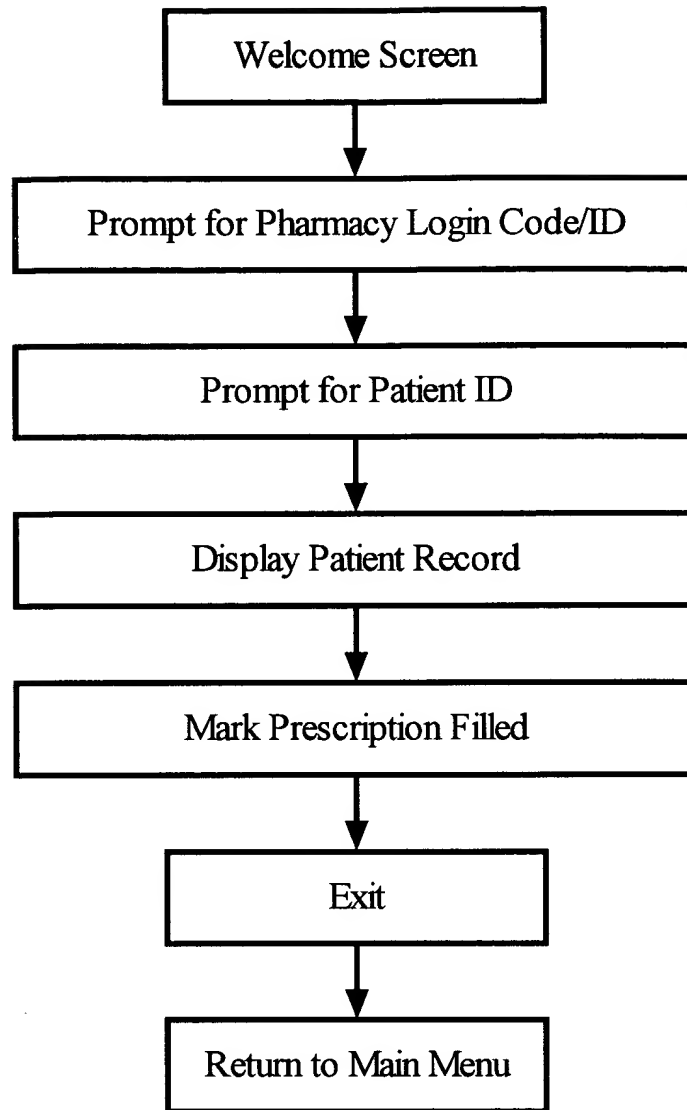 Welcome Screen
Prompt for Pharmacy Login Code/ID
Prompt for Patient ID
Display Patient Record
Mark Prescription Filled
Exit
Return to Main Menu